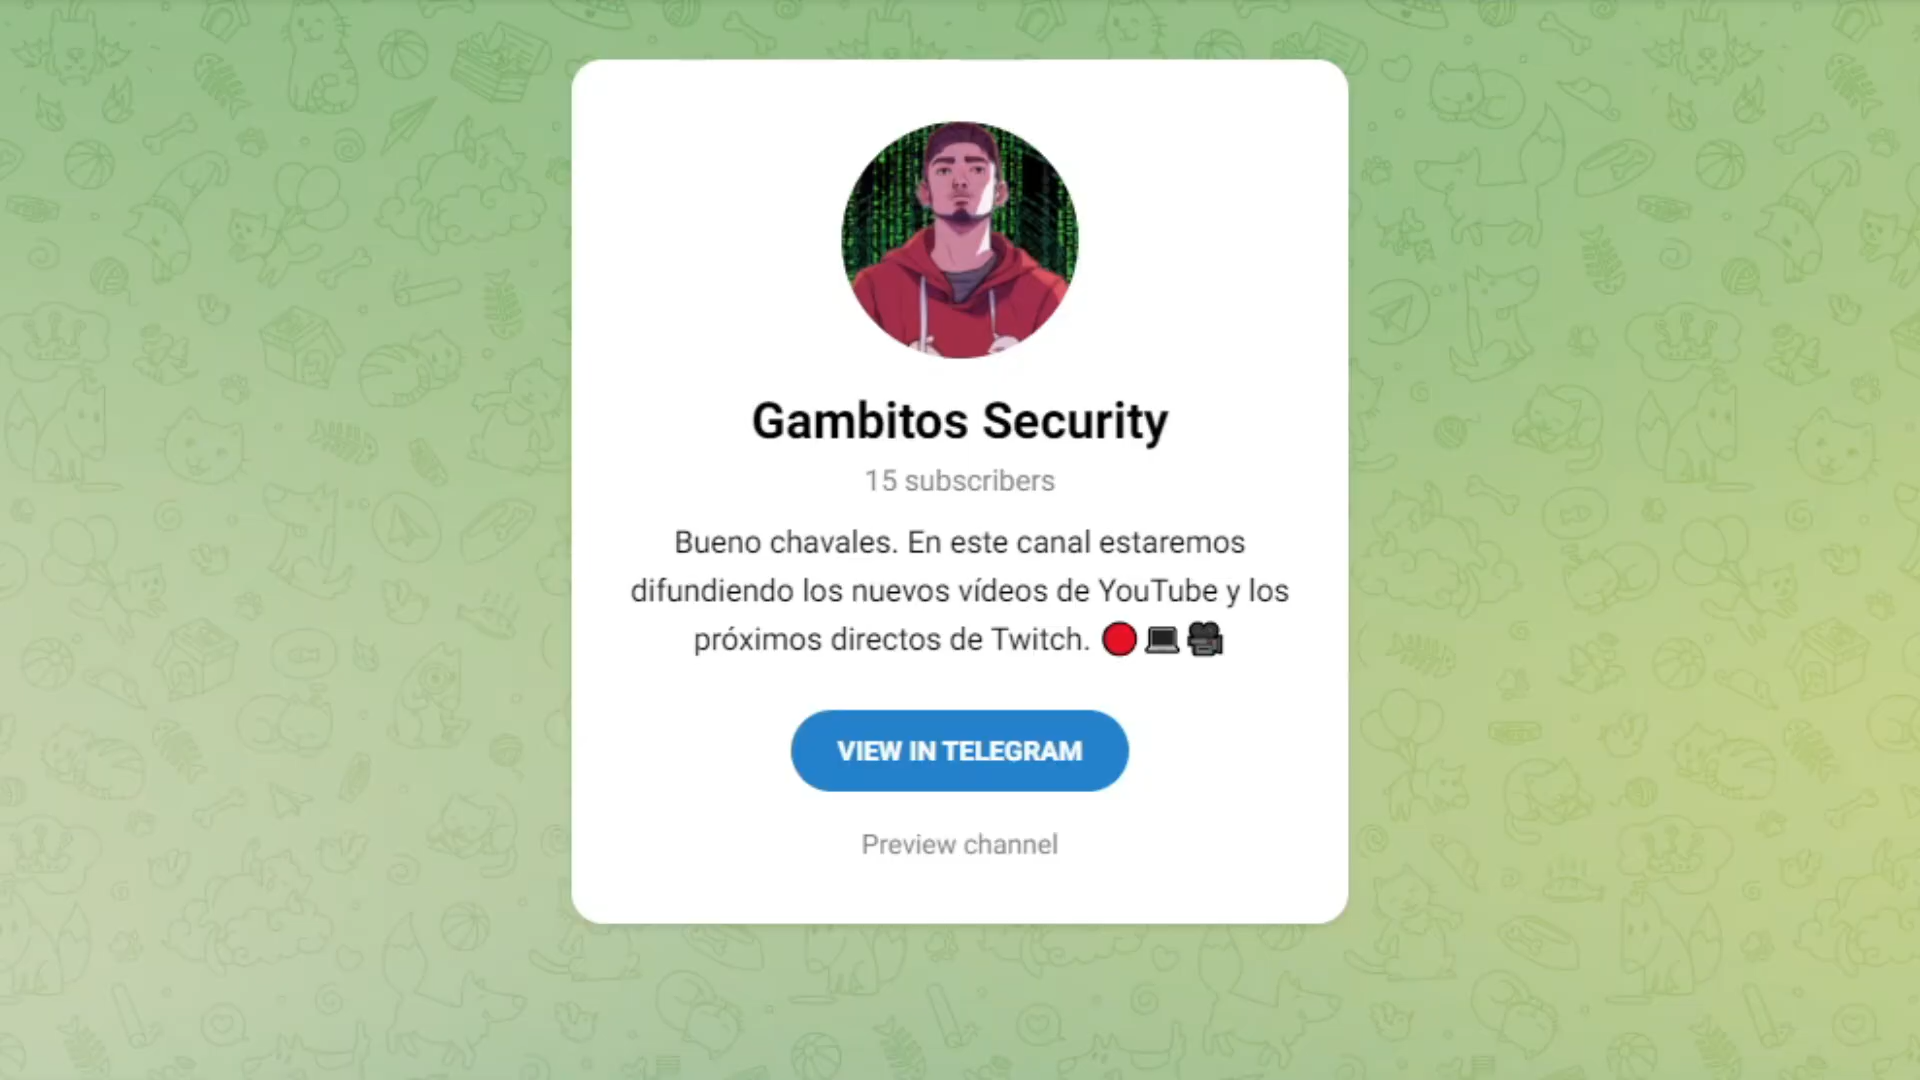 Gambitos Security
15 subscribers
Bueno chavales. En este canal estaremos
difundiendo los nuevos vídeos de YouTube y los
próximos directos de Twitch. 🔴💻🎥
VIEW IN TELEGRAM
Preview channel